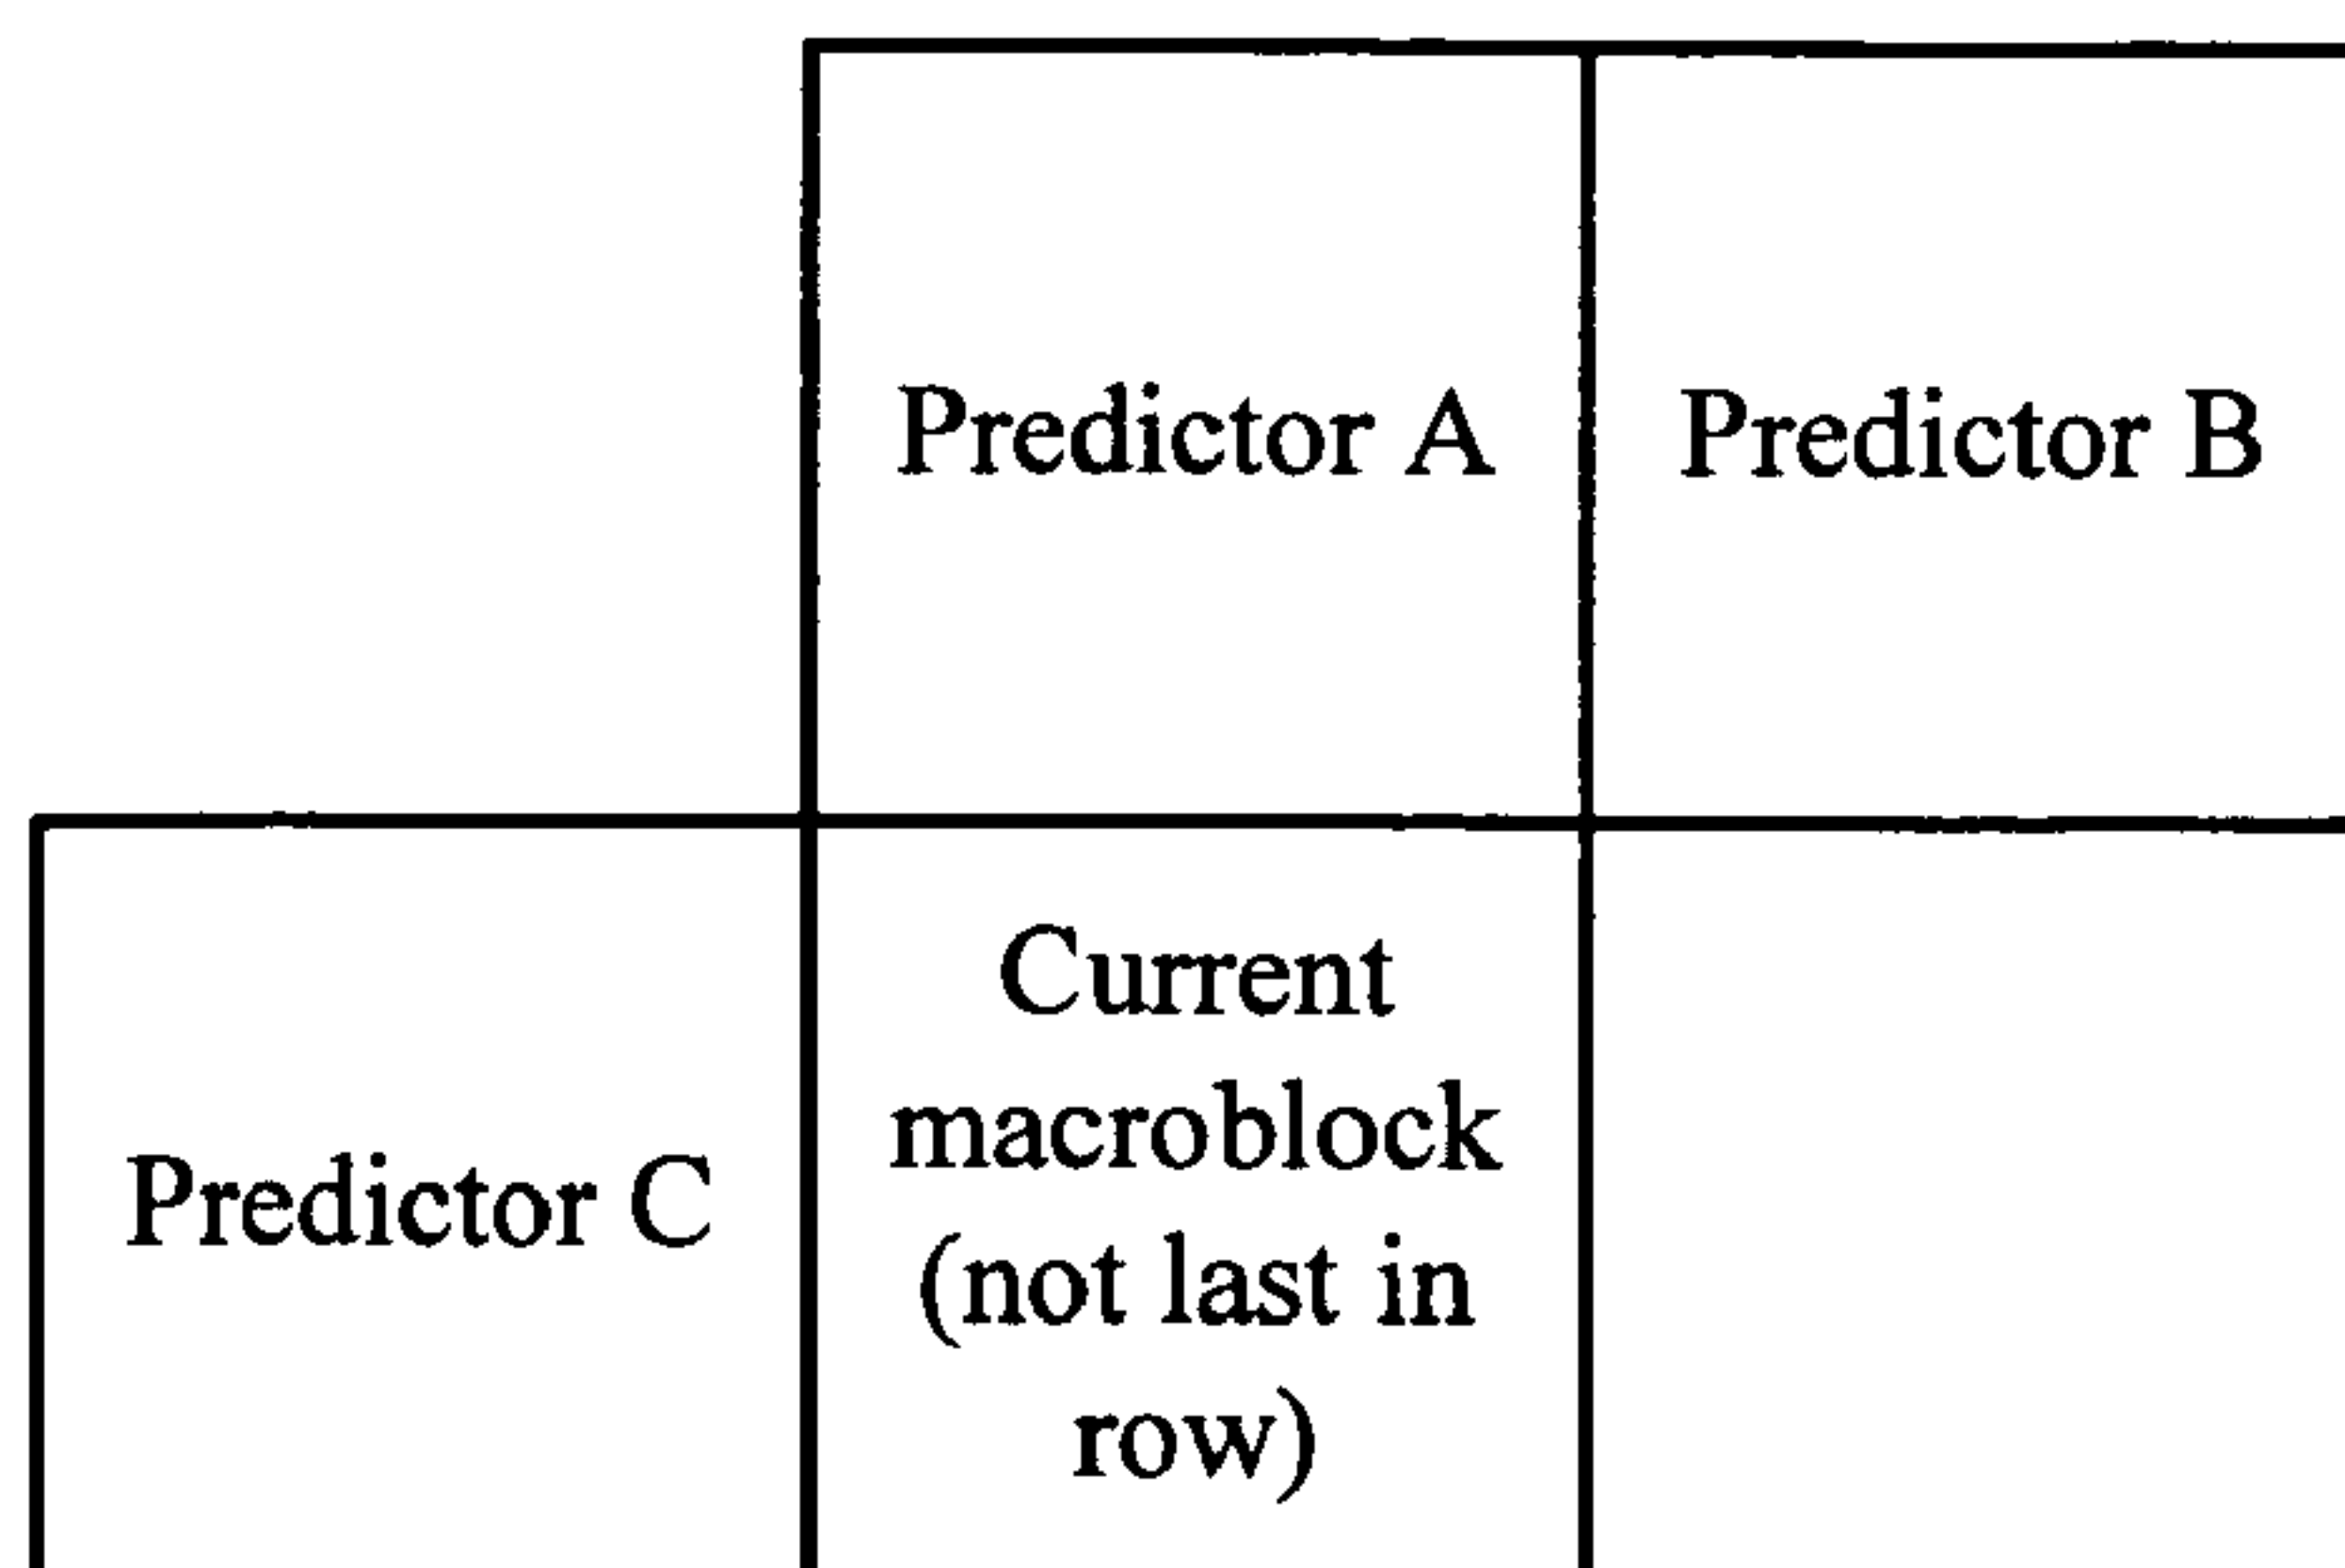 Predictor A
Predictor B
Predictor C
Current
macroblock
(not last in
row)